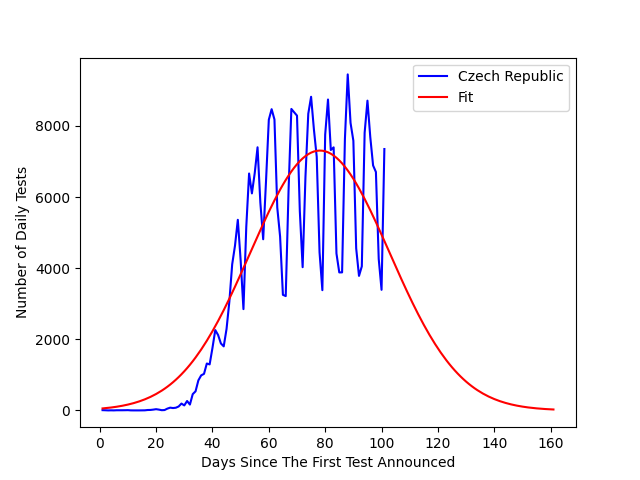 Czech Republic
Fit
8000
6000
4000
2000
0
Number of Daily Tests
0 20 40 60 80 100 120 140 160
Days Since The First Test Announced